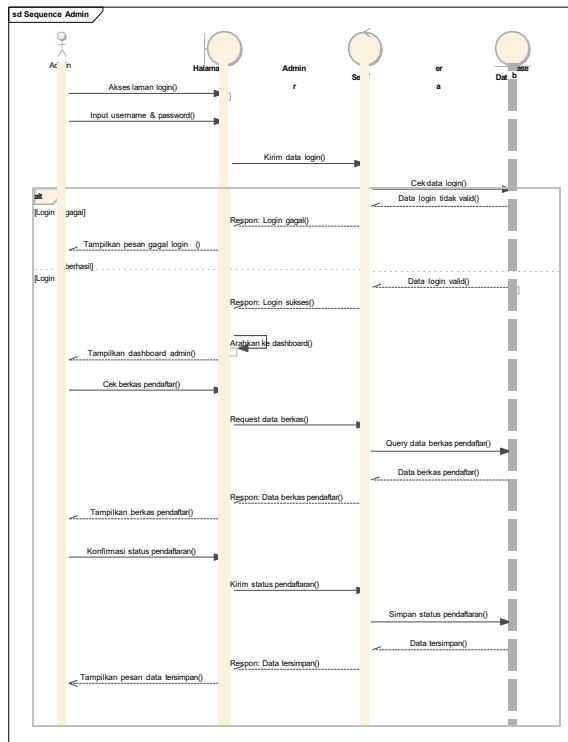 sd Sequence Admin
Admin
Halama
Admin
r
Se
er
a
Dat
ase
b
Akses laman login()
Input username & password()
Kirim data login()
Cek data login()
alt
Data login tidak valid()
[Login gagal]
Respon: Login gagal()
Tampilkan pesan gagal login ()
berhasil]
[Login
Data login valid()
Respon: Login sukses()
Arahkan ke dashboard()
Tampilkan dashboard admin()
Cek berkas pendaftar()
Request data berkas()
Query data berkas pendaftar()
Data berkas pendaftar()
Respon: Data berkas pendaftar()
Tampilkan berkas pendaftar()
Konfirmasi status pendaftaran()
Kirim status pendaftaran()
Simpan status pendaftaran()
Data tersimpan()
Respon: Data tersimpan()
Tampilkan pesan data tersimpan()